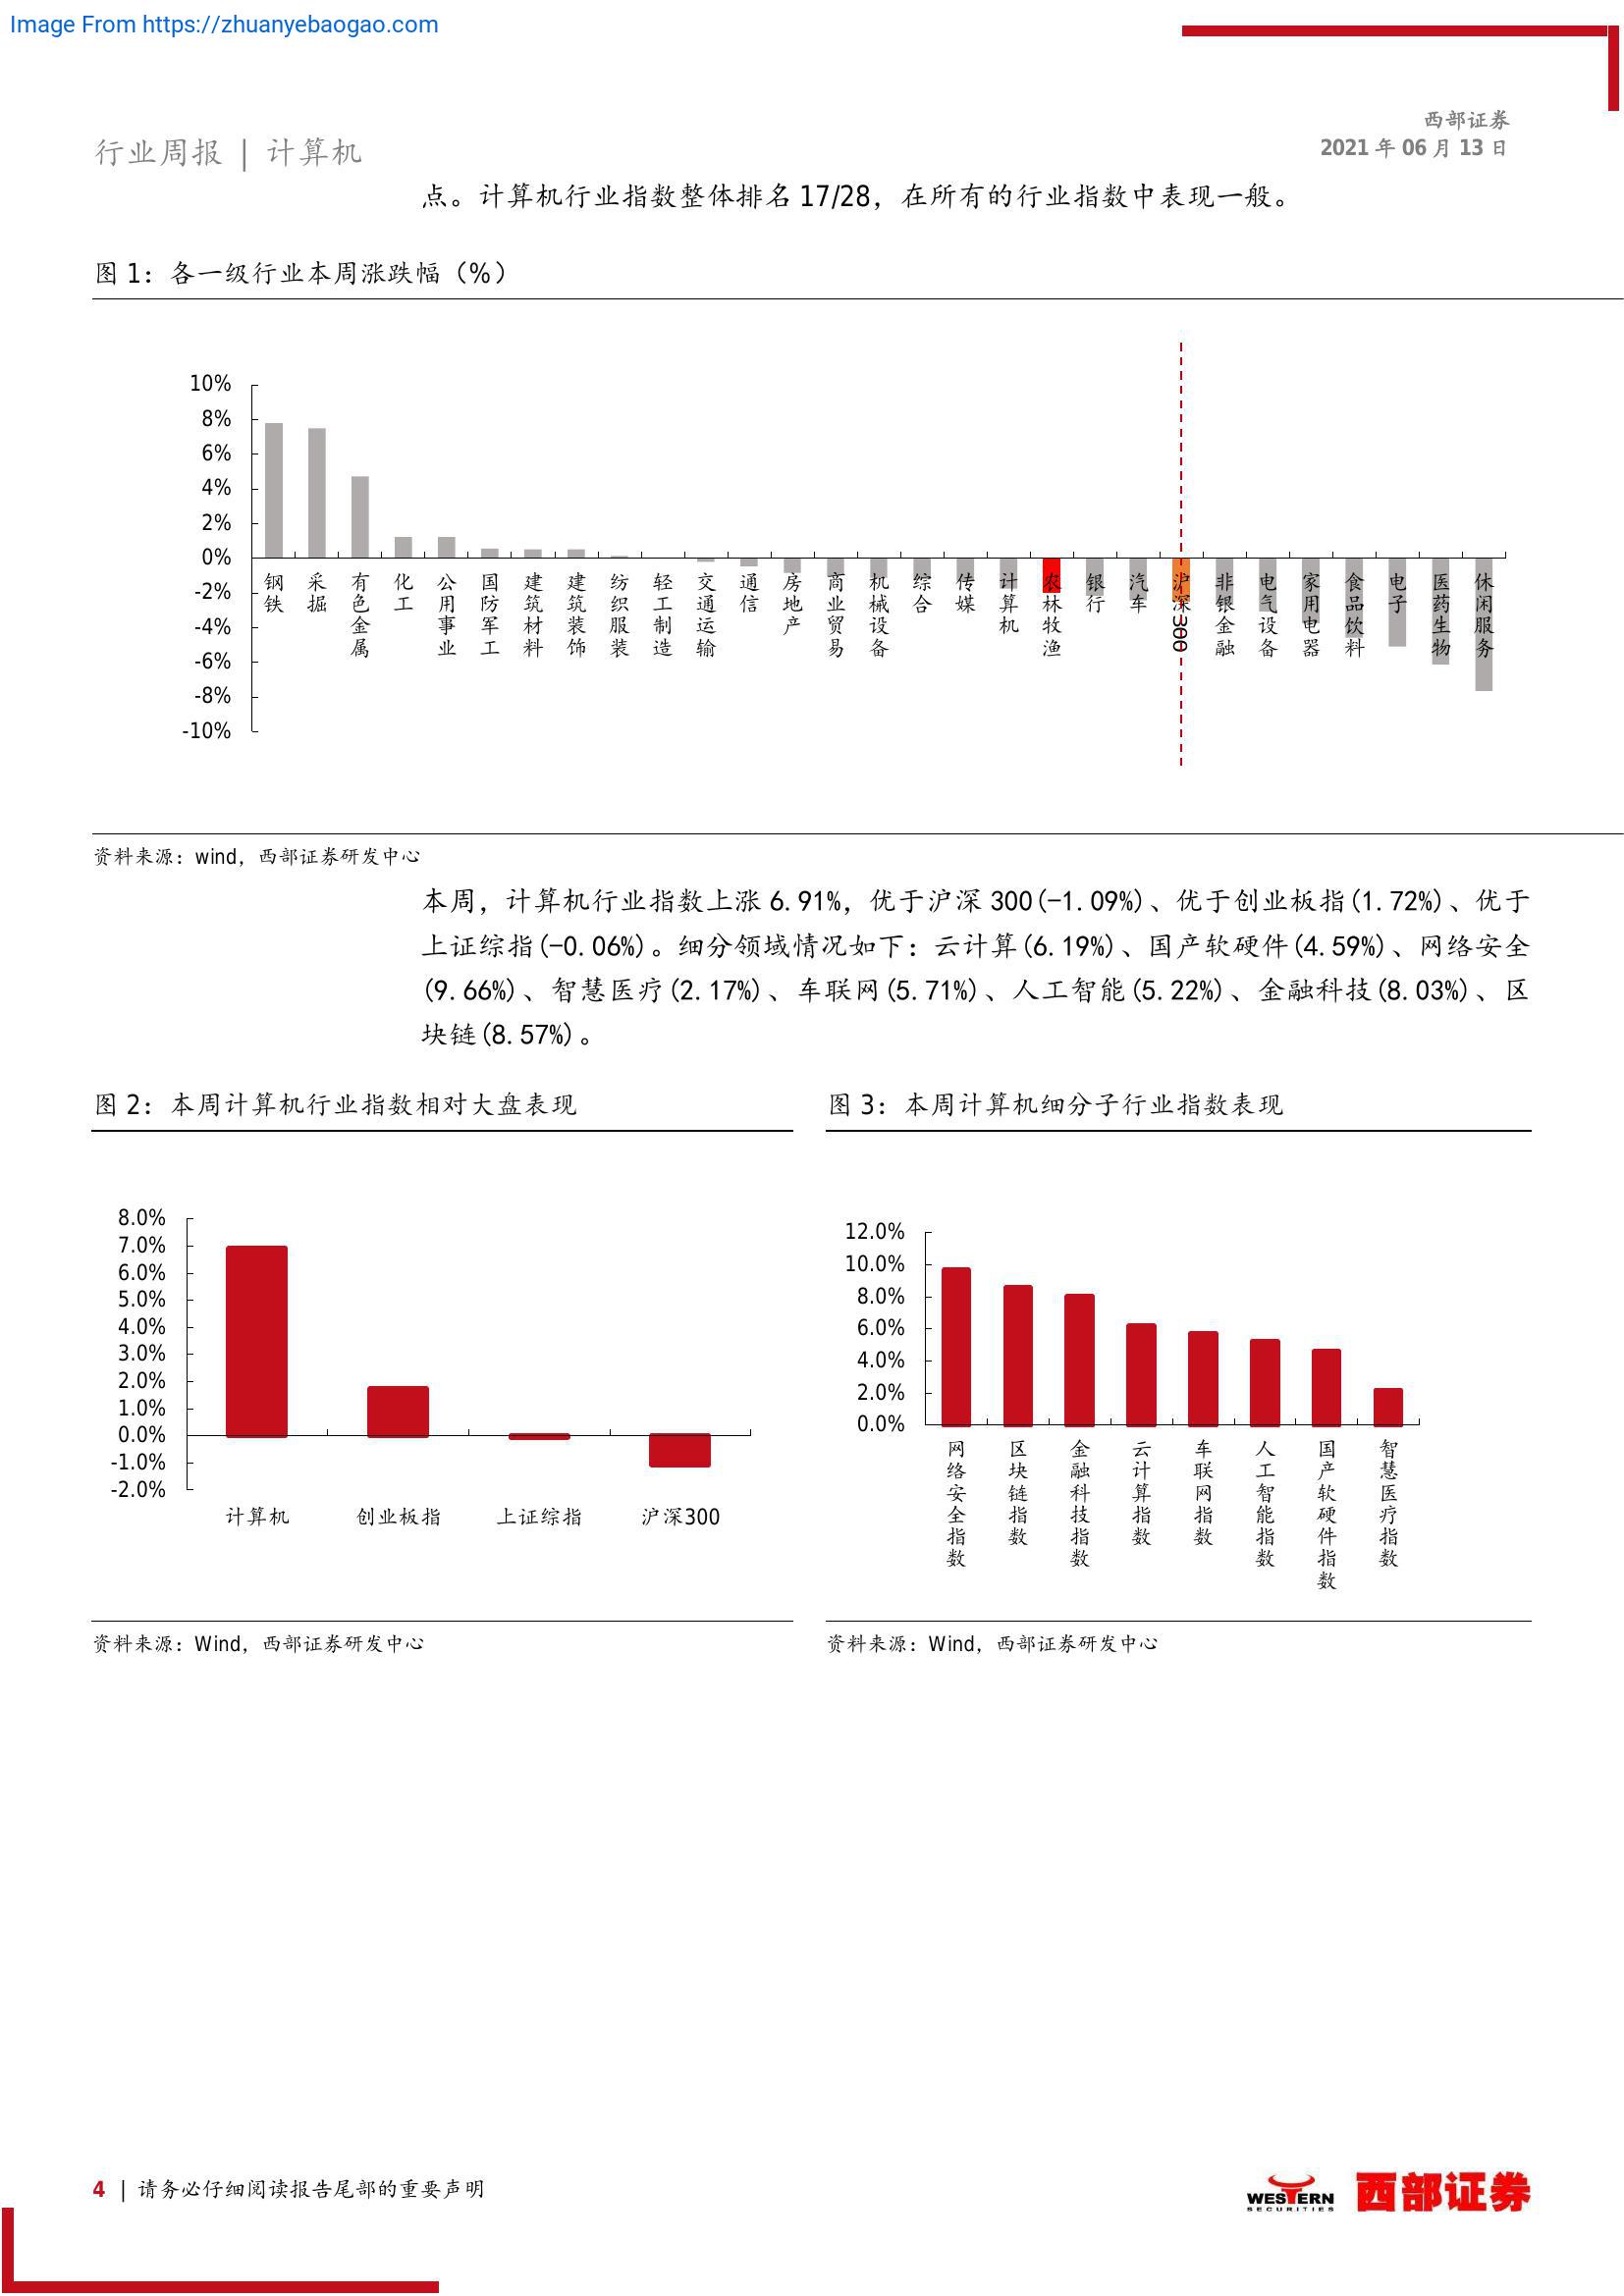 Image From https://zhuanyebaogao.com
西部证券
2021 年 06 月 13 日
行业周报 | 计算机
点。计算机行业指数整体排名 17/28，在所有的行业指数中表现一般。
图 1：各一级行业本周涨跌幅（%）
10%
8%
6%
4%
2%
0%
-2%
-4%
-6%
-8%
-10%
钢铁
采掘
有色金属
化工
公用事业
国防军工
建筑材料
建筑装饰
纺织服装
轻工制造
交通运输
通信
房地产
商业贸易
机械设备
综合
传媒
计算机
农林牧渔
银行
汽车
沪深300
非银金融
电气设备
家用电器
食品饮料
电子
医药生物
休闲服务
资料来源：wind，西部证券研发中心
本周，计算机行业指数上涨 6.91%，优于沪深 300(-1.09%)、优于创业板指(1.72%)、优于
上证综指(-0.06%)。细分领域情况如下：云计算(6.19%)、国产软硬件(4.59%)、网络安全
(9.66%)、智慧医疗(2.17%)、车联网(5.71%)、人工智能(5.22%)、金融科技(8.03%)、区
块链(8.57%)。
图 2：本周计算机行业指数相对大盘表现
8.0%
7.0%
6.0%
5.0%
4.0%
3.0%
2.0%
1.0%
0.0%
-1.0%
-2.0%
计算机
创业板指
上证综指
沪深300
资料来源：Wind，西部证券研发中心
图 3：本周计算机细分子行业指数表现
12.0%
10.0%
8.0%
6.0%
4.0%
2.0%
0.0%
网络安全指数
区块链指数
金融科技指数
云计算指数
车联网指数
人工智能指数
国产软硬件指数
智慧医疗指数
资料来源：Wind，西部证券研发中心
4 | 请务必仔细阅读报告尾部的重要声明
WESTERN
SECURITIES
西部证券